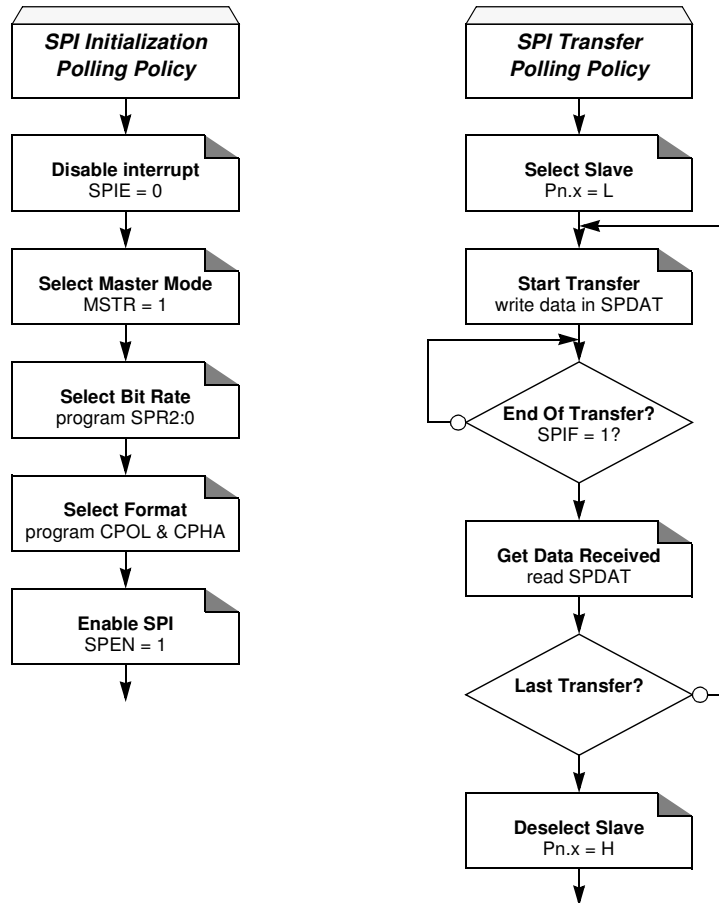 SPI Initialization
Polling Policy
Disable interrupt
SPIE = 0
Select Master Mode
MSTR = 1
Select Bit Rate
program SPR2:0
Select Format
program CPOL & CPHA
Enable SPI
SPEN = 1
SPI Transfer
Polling Policy
Select Slave
Pn.x = L
Start Transfer
write data in SPDAT
End Of Transfer?
SPIF = 1?
Get Data Received
read SPDAT
Last Transfer?
Deselect Slave
Pn.x = H